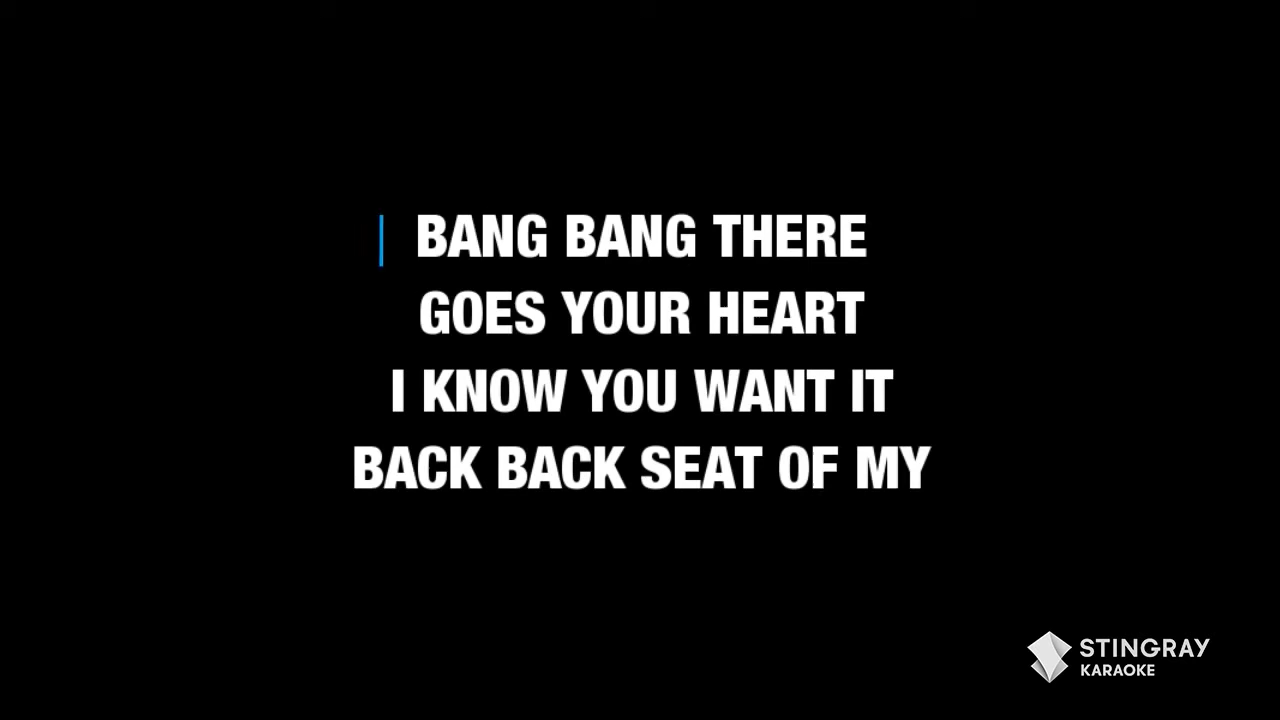 BANG BANG THERE
GOES YOUR HEART
I KNOW YOU WANT IT
BACK BACK SEAT OF MY
STINGRAY
KARAOKE